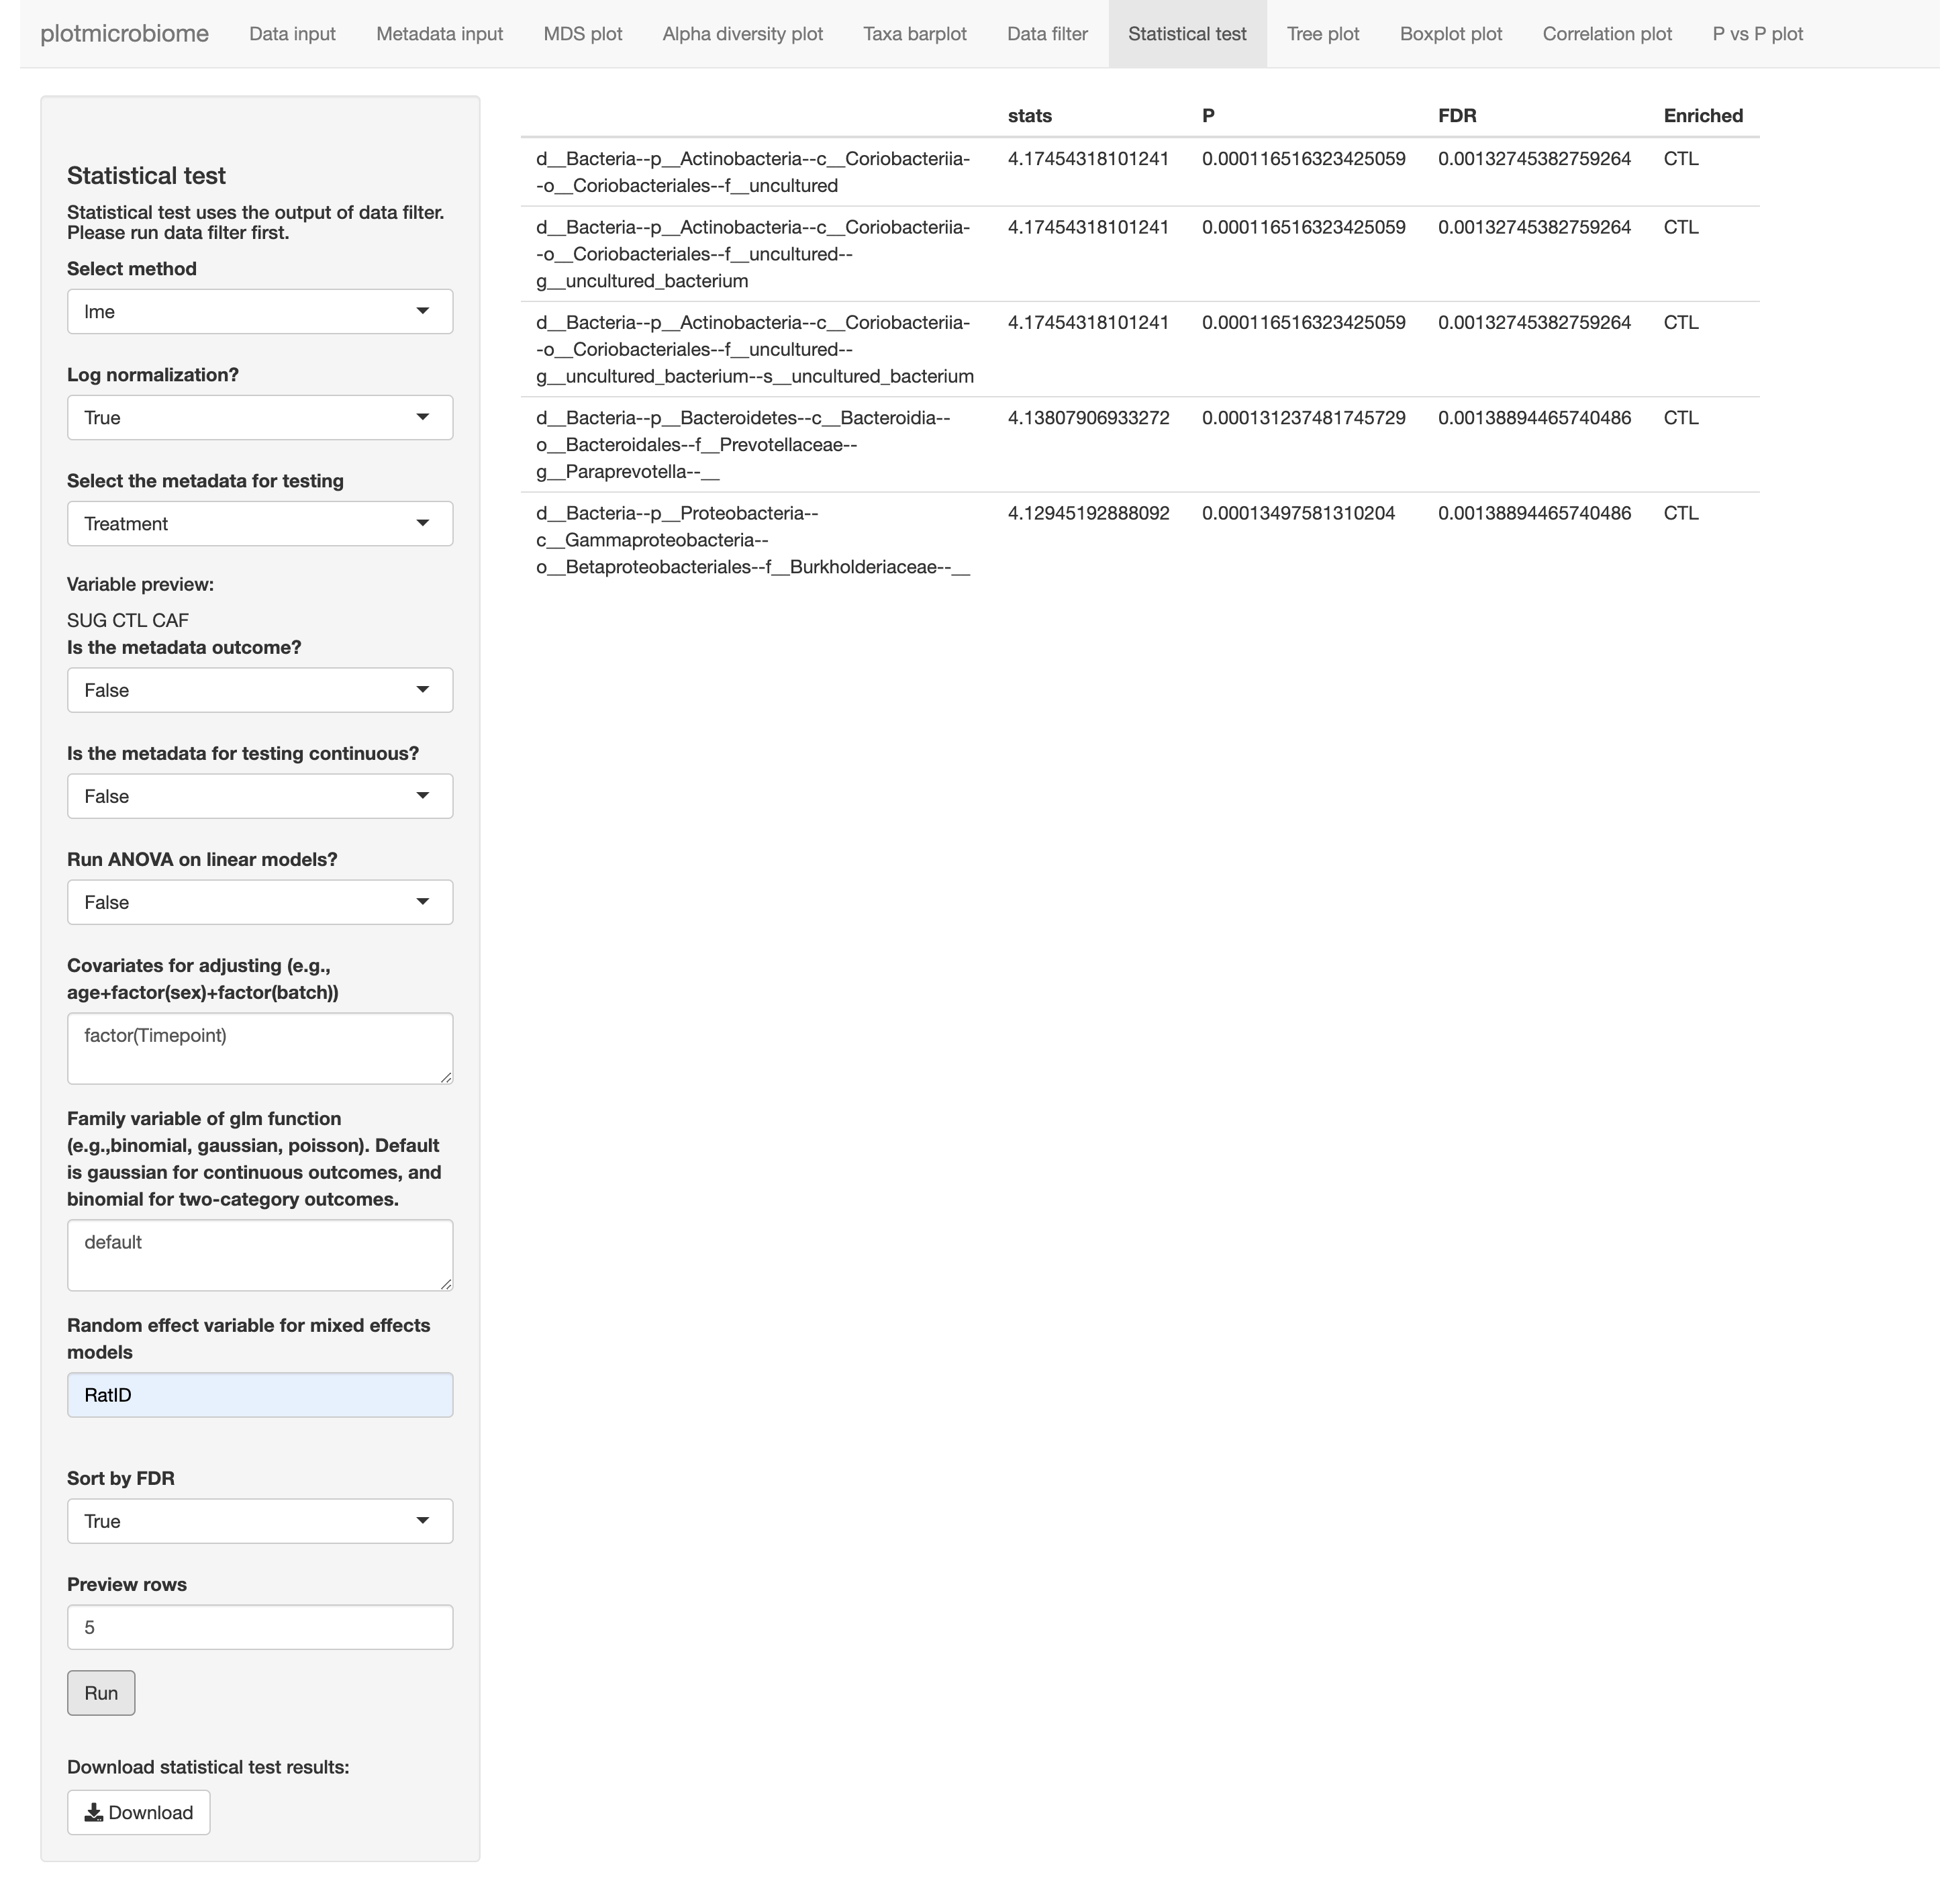 plotmicrobiome Data input Metadata input MDS plot Alpha diversity plot Taxa barplot Data filter Statistical test Tree plot Boxplot plot Correlation plot P vs P plot
Statistical test
Statistical test uses the output of data filter.
Please run data filter first.
Select method
lme
Log normalization?
True
Select the metadata for testing
Treatment
Variable preview:
SUG CTL CAF
Is the metadata outcome?
False
Is the metadata for testing continuous?
False
Run ANOVA on linear models?
False
Covariates for adjusting (e.g.,
age+factor(sex)+factor(batch))
factor(Timepoint)
Family variable of glm function
(e.g.,binomial, gaussian, poisson). Default
is gaussian for continuous outcomes, and
binomial for two-category outcomes.
default
Random effect variable for mixed effects
models
RatID
Sort by FDR
True
Preview rows
5
Run
Download statistical test results:
Download
stats P FDR Enriched
d__Bacteria--p__Actinobacteria--c__Coriobacteriia- 4.17454318101241 0.000116516323425059 0.00132745382759264 CTL
-o__Coriobacteriales--f__uncultured
d__Bacteria--p__Actinobacteria--c__Coriobacteriia- 4.17454318101241 0.000116516323425059 0.00132745382759264 CTL
-o__Coriobacteriales--f__uncultured--
g__uncultured_bacterium
d__Bacteria--p__Actinobacteria--c__Coriobacteriia- 4.17454318101241 0.000116516323425059 0.00132745382759264 CTL
-o__Coriobacteriales--f__uncultured--
g__uncultured_bacterium--s__uncultured_bacterium
d__Bacteria--p__Bacteroidetes--c__Bacteroidia-- 4.13807906933272 0.000131237481745729 0.00138894465740486 CTL
o__Bacteroidales--f__Prevotellaceae--
g__Paraprevotella--__
d__Bacteria--p__Proteobacteria-- 4.12945192888092 0.00013497581310204 0.00138894465740486 CTL
c__Gammaproteobacteria--
o__Betaproteobacteriales--f__Burkholderiaceae--__